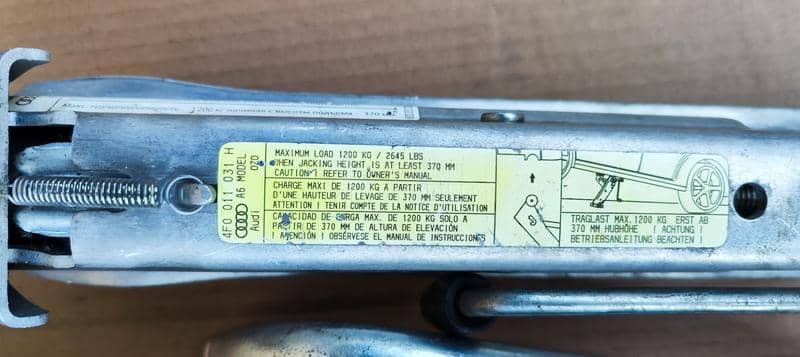 4F0 011 031 H
A6 MODEL
Audi 020
MAXIMUM LOAD 1200 KG / 2645 LBS
WHEN JACKING HEIGHT IS AT LEAST 370 MM
CAUTION ! REFER TO OWNER'S MANUAL
CHARGE MAXI DE 1200 KG A PARTIR
D'UNE HAUTEUR DE LEVAGE DE 370 MM SEULEMENT
ATTENTION ! TENIR COMPTE DE LA NOTICE D'UTILISATION
CAPACIDAD DE CARGA MAX. DE 1200 KG SOLO A
PARTIR DE 370 MM DE ALTURA DE ELEVACIÓN
! ATENCIÓN ! OBSÉRVESE EL MANUAL DE INSTRUCCIONES
TRAGLAST MAX. 1200 KG ERST AB
370 MM HUBHÖHE ! ACHTUNG !
BETRIEBSANLEITUNG BEACHTEN !